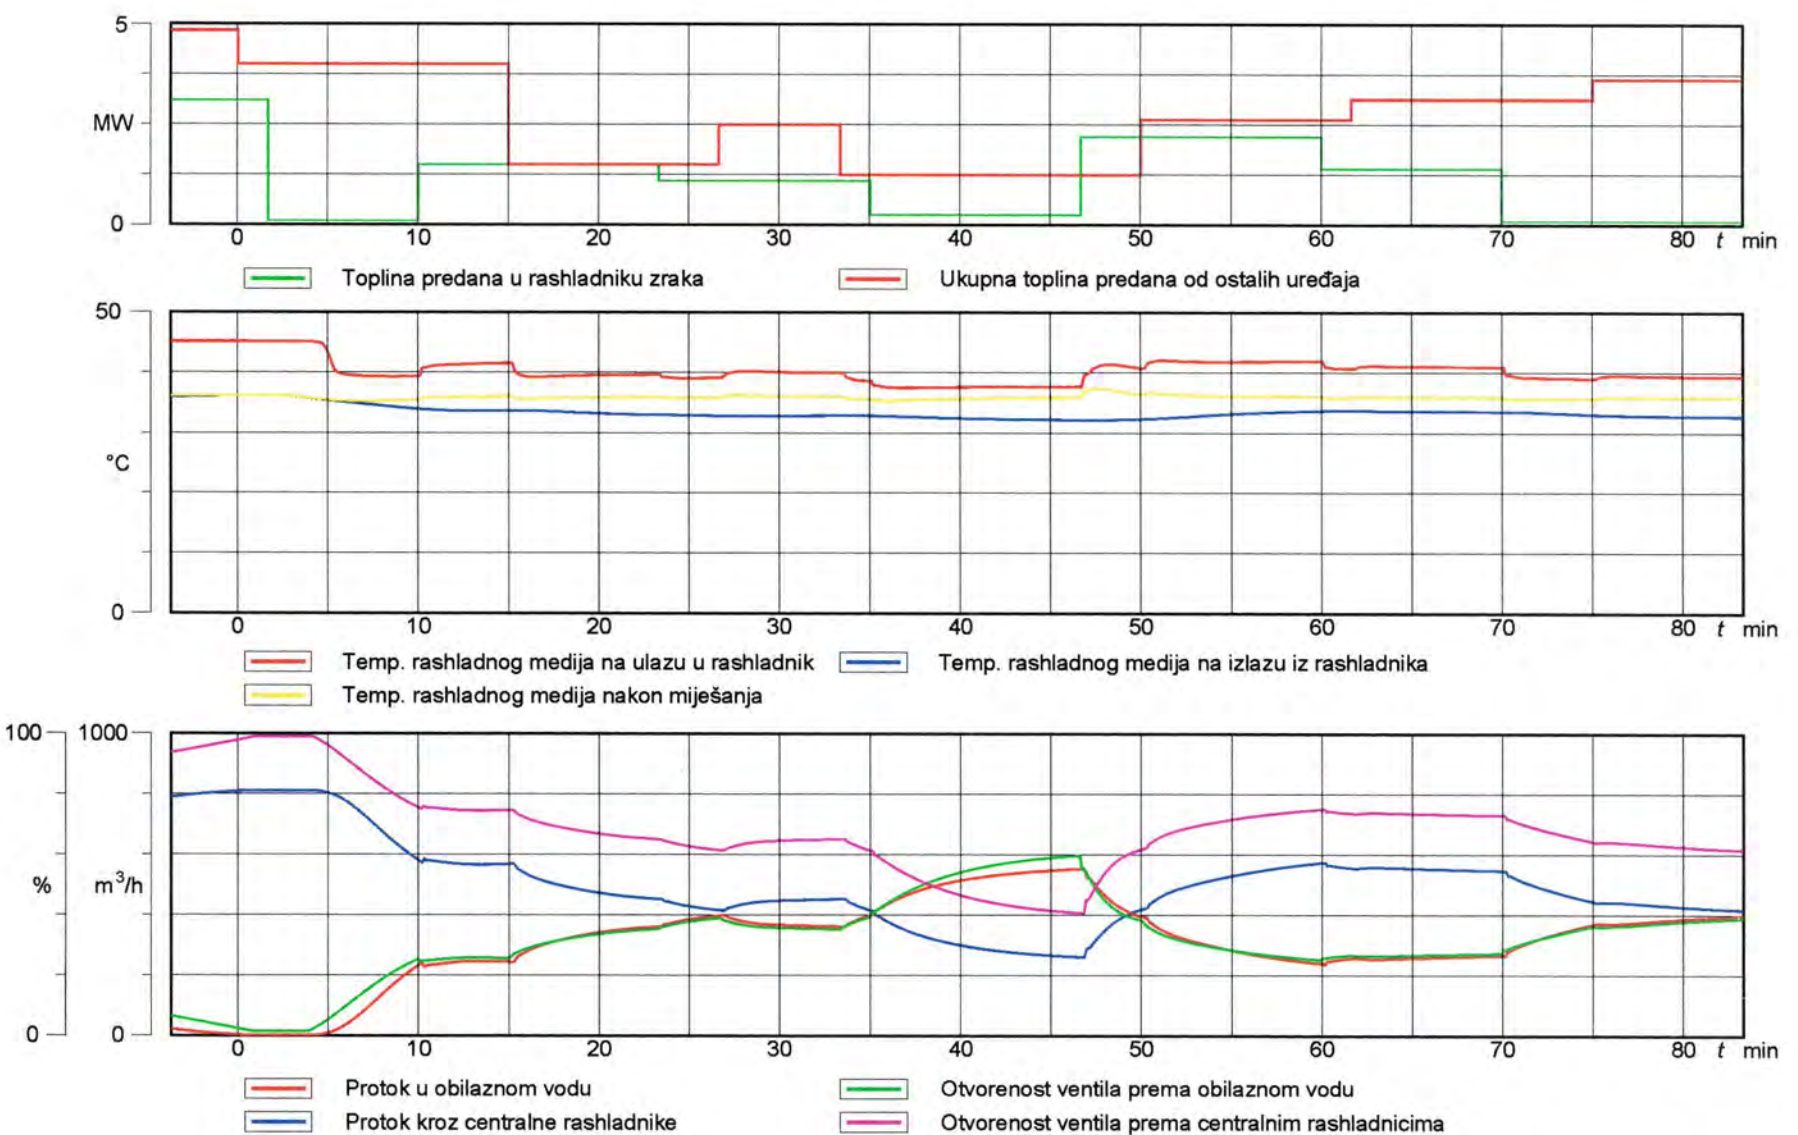 5
MW
0
0 10 20 30 40 50 60 70 80 t min
Toplina predana u rashladniku zraka Ukupna toplina predana od ostalih uređaja
50
°C
0
0 10 20 30 40 50 60 70 80 t min
Temp. rashladnog medija na ulazu u rashladnik Temp. rashladnog medija na izlazu iz rashladnika
Temp. rashladnog medija nakon miješanja
100 1000
% m³/h
0 0
0 10 20 30 40 50 60 70 80 t min
Protok u obilaznom vodu Otvorenost ventila prema obilaznom vodu
Protok kroz centralne rashladnike Otvorenost ventila prema centralnim rashladnicima